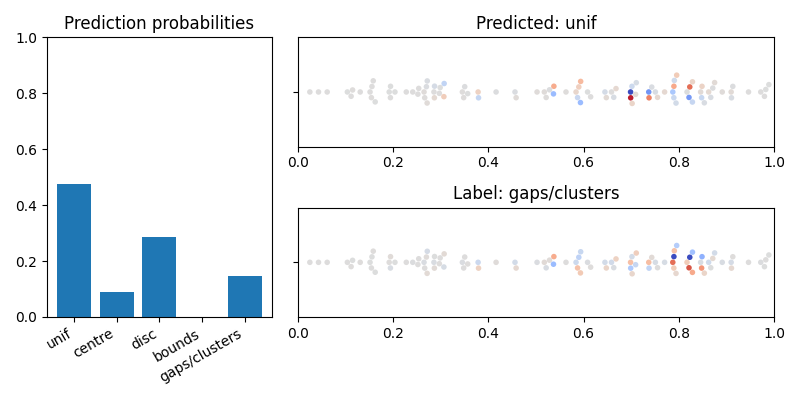 Prediction probabilities
1.0
0.8
0.6
0.4
0.2
0.0
unif
centre
disc
bounds
gaps/clusters
Predicted: unif
0.0 0.2 0.4 0.6 0.8 1.0
Label: gaps/clusters
0.0 0.2 0.4 0.6 0.8 1.0